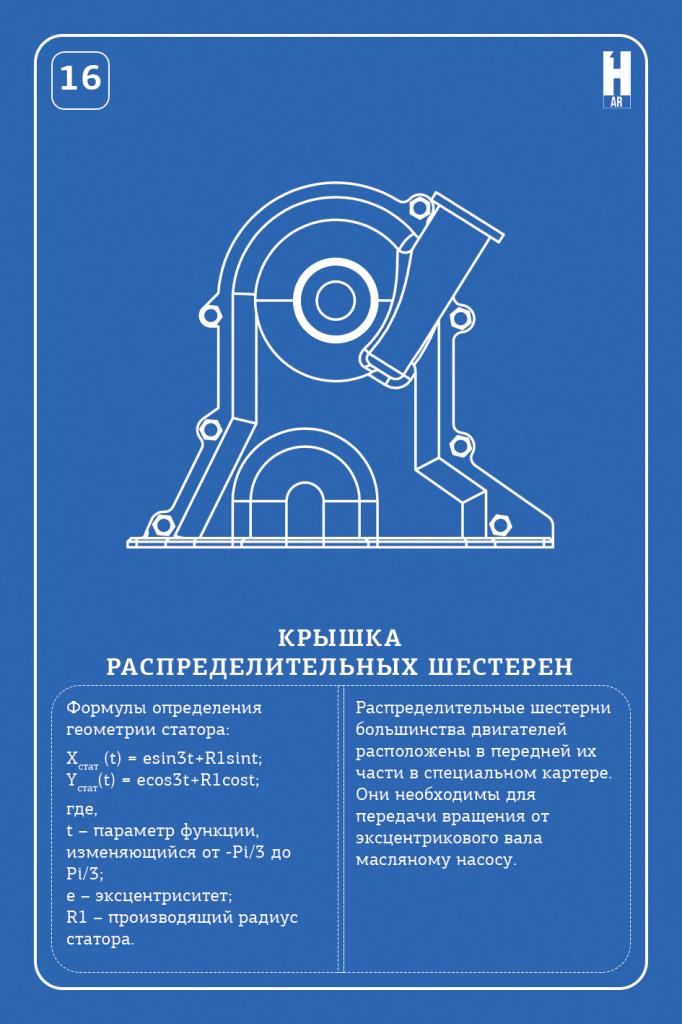 16
H
AR
КРЫШКА
РАСПРЕДЕЛИТЕЛЬНЫХ ШЕСТЕРЕН
Формулы определения
геометрии статора:
Xстат (t) = esin3t+R1sint;
Yстат(t) = ecos3t+R1cost;
где,
t – параметр функции,
изменяющийся от -Pi/3 до
Pi/3;
e – эксцентриситет;
R1 – производящий радиус
статора.
Распределительные шестерни
большинства двигателей
расположены в передней их
части в специальном картере.
Они необходимы для
передачи вращения от
эксцентрикового вала
масляному насосу.